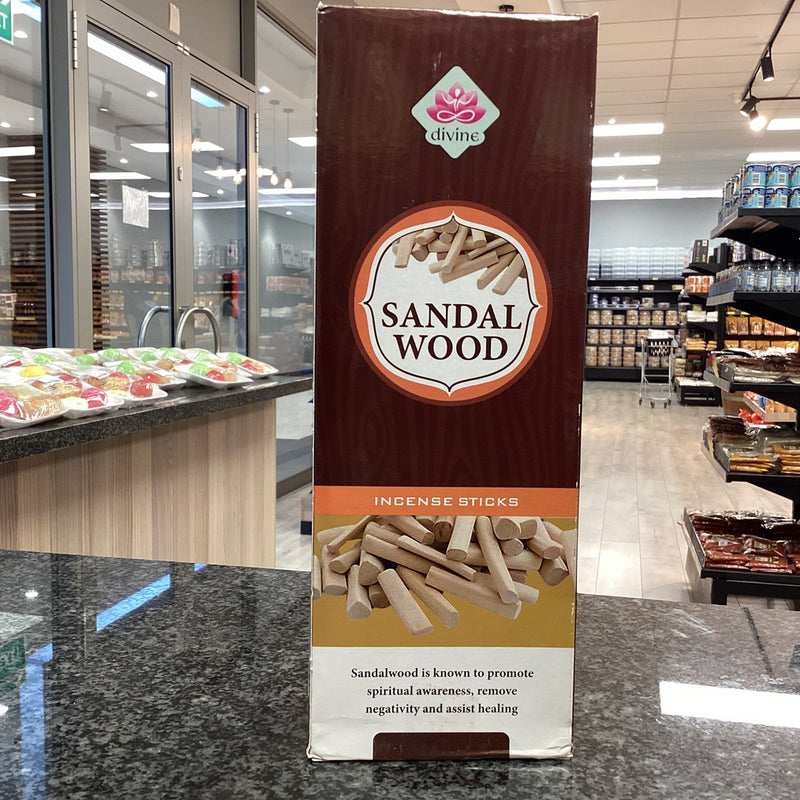 divine
SANDAL
WOOD
INCENSE STICKS
Sandalwood is known to promote
spiritual awareness, remove
negativity and assist healing